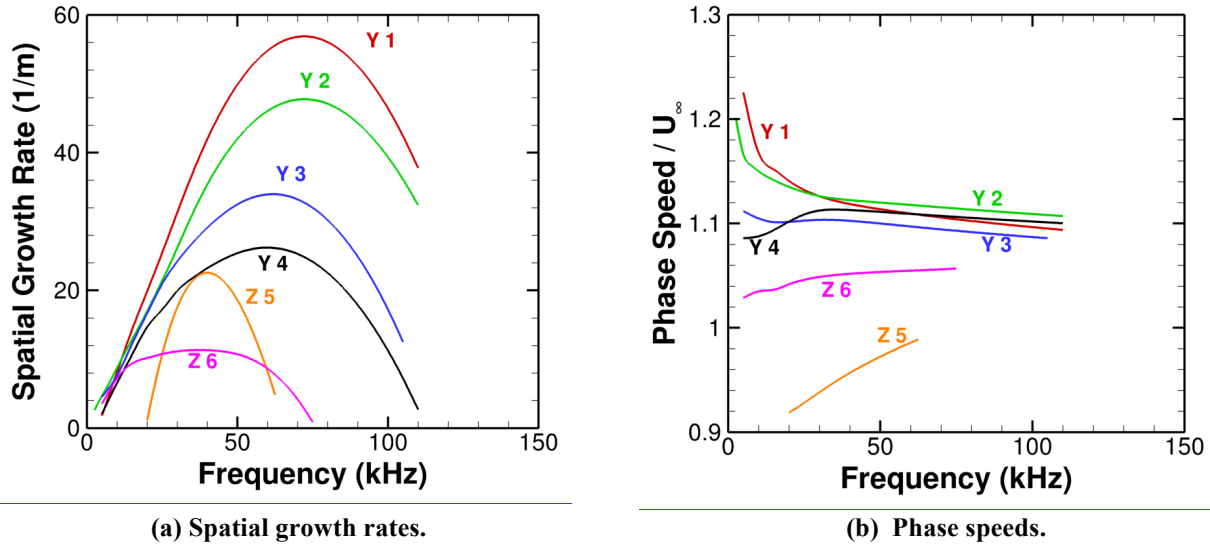 60
40
20
0
Spatial Growth Rate (1/m)
Y 1
Y 2
Y 3
Y 4
Z 5
Z 6
0 50 100 150
Frequency (kHz)
(a) Spatial growth rates.
1.3
1.2
1.1
1
0.9
Phase Speed / U∞
Y 1
Y 2
Y 3
Y 4
Z 6
Z 5
50 100 150
Frequency (kHz)
(b) Phase speeds.